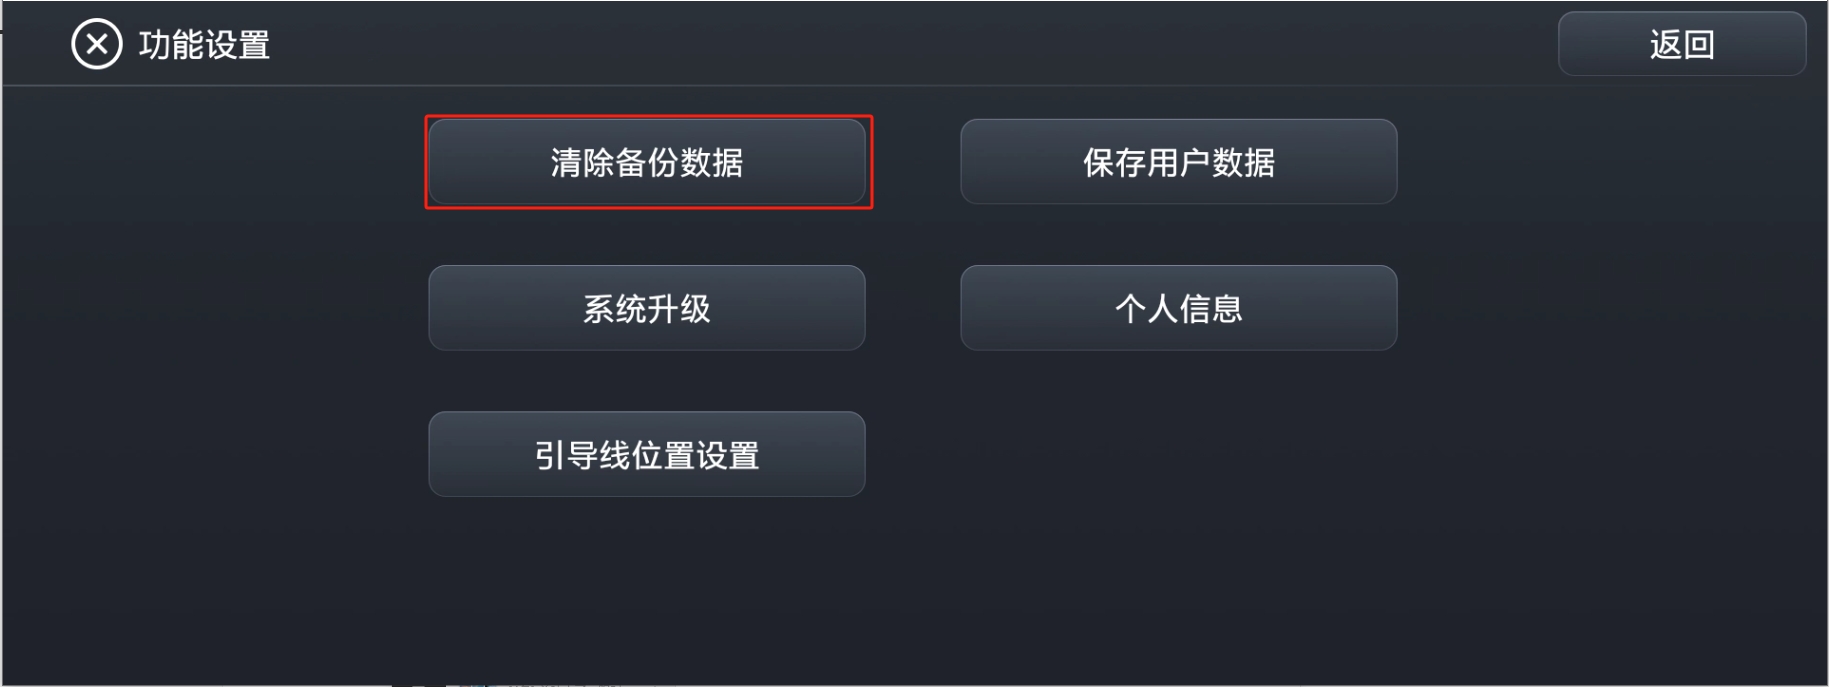 功能设置
返回
清除备份数据
保存用户数据
系统升级
个人信息
引导线位置设置